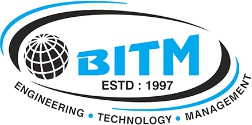 BITM
ESTD : 1997
ENGINEERING • TECHNOLOGY • MANAGEMENT